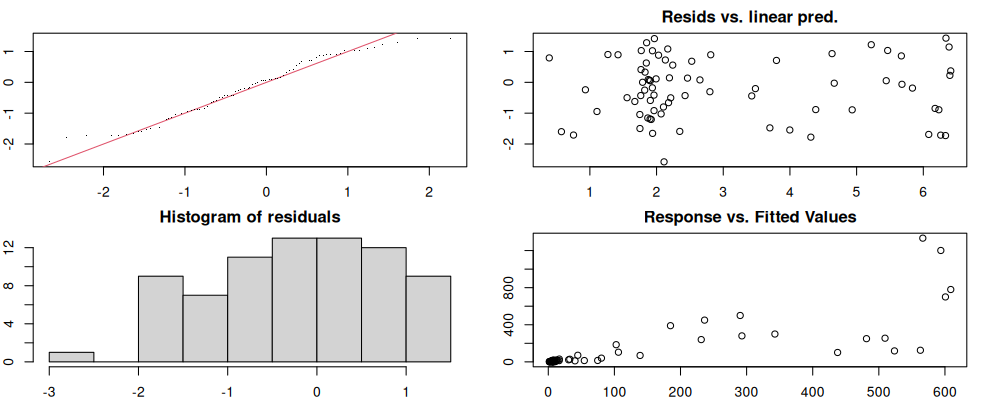 Resids vs. linear pred.
-2 -1 0 1
-2 -1 0 1 2
-2 -1 0 1
1 2 3 4 5 6
Histogram of residuals
Response vs. Fitted Values
0 4 8 12
-3 -2 -1 0 1
0 400 800
0 100 200 300 400 500 600